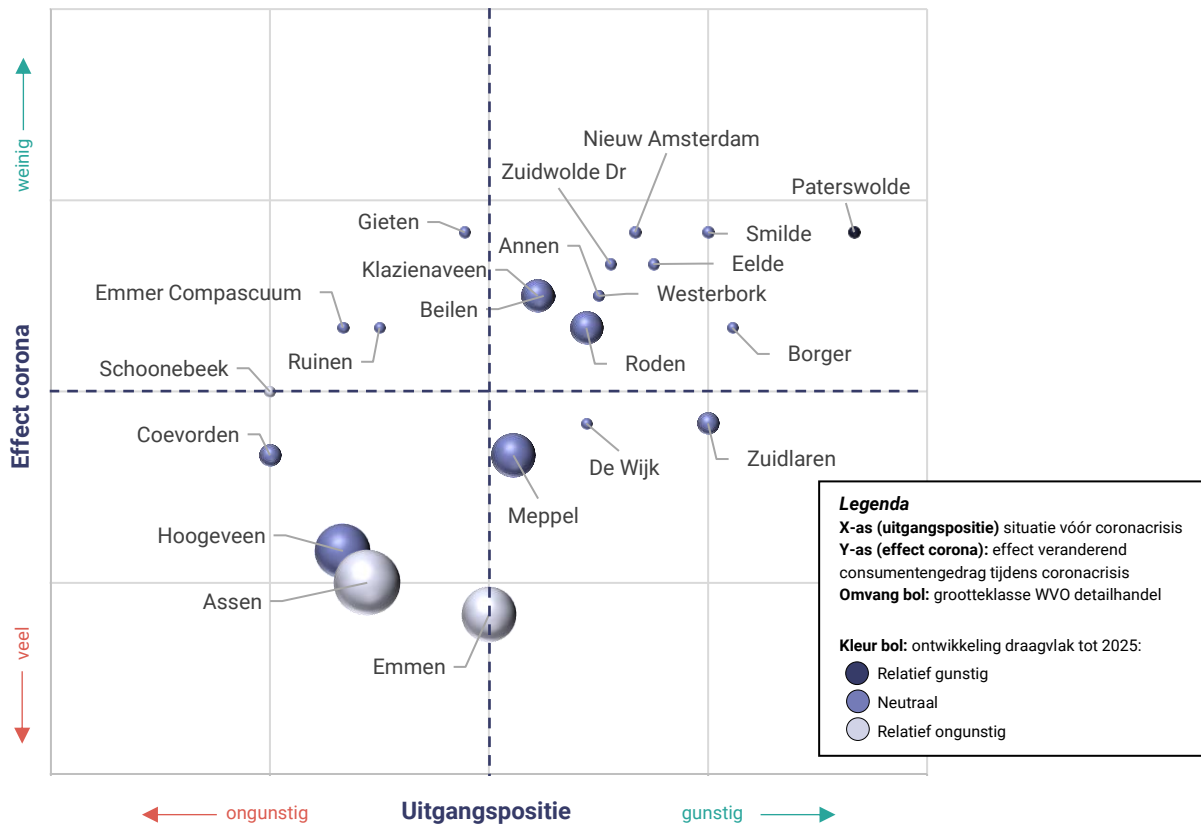 weinig
Effect corona
veel
Nieuw Amsterdam
Zuidwolde Dr
Paterswolde
Gieten
Smilde
Annen
Klazienaveen
Eelde
Emmer Compascuum
Beilen
Westerbork
Ruinen
Roden
Borger
Schoonebeek
Coevorden
De Wijk
Zuidlaren
Meppel
Hoogeveen
Assen
Emmen
Legenda
X-as (uitgangspositie) situatie vóór coronacrisis
Y-as (effect corona): effect veranderend
consumentengedrag tijdens coronacrisis
Omvang bol: grootteklasse WVO detailhandel
Kleur bol: ontwikkeling draagvlak tot 2025:
Relatief gunstig
Neutraal
Relatief ongunstig
ongunstig
Uitgangspositie
gunstig